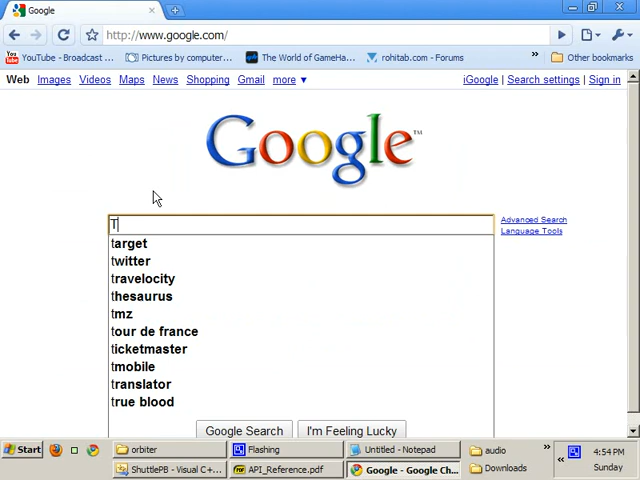 Google
http://www.google.com/
YouTube - Broadcast ...
Pictures by computer...
The World of GameHa...
rohitab.com - Forums
»
Other bookmarks
Web Images Videos Maps News Shopping Gmail more ▼
iGoogle | Search settings | Sign in
Google™
T
Advanced Search
Language Tools
target
twitter
travelocity
thesaurus
tmz
tour de france
ticketmaster
tmobile
translator
true blood
Google Search
I'm Feeling Lucky
Start
orbiter
Flashing
Untitled - Notepad
audio
»
4:54 PM
ShuttlePB - Visual C+...
API_Reference.pdf
Google - Google Ch...
Downloads
Sunday